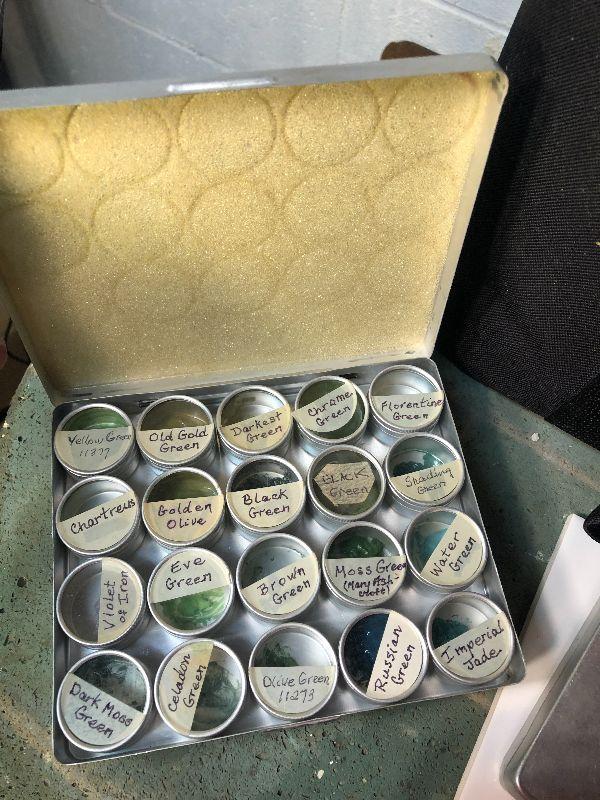 Yellow Green
11277
Old Gold
Green
Darkest
Green
Chrome
Green
Florentine
Green
Chartreus
Golden
Olive
Black
Green
BLACK
Green
Shading
Green
Violet
of Iron
Eve
Green
Brown
Green
Moss Green
Water
Green
Dark Moss
Green
Celadon
Green
Olive Green
11273
Russian
Green
Imperial
Jade